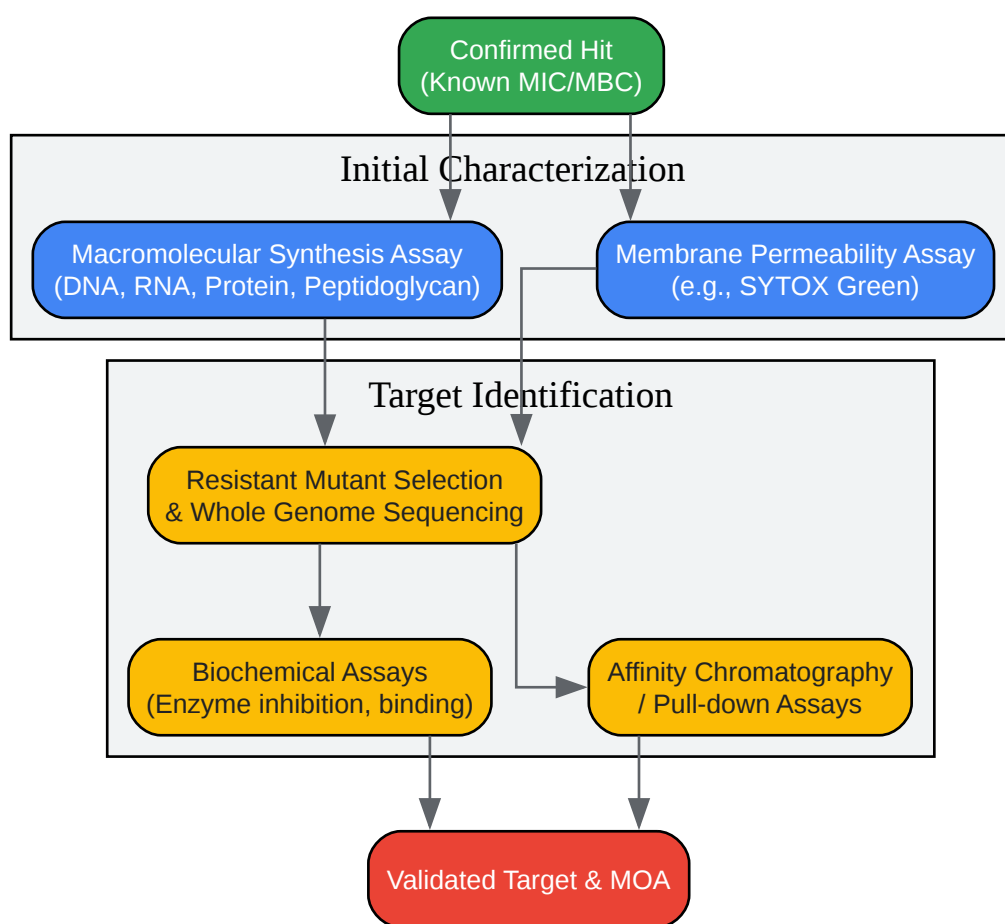 Confirmed Hit
(Known MIC/MBC)
Initial Characterization
Macromolecular Synthesis Assay
(DNA, RNA, Protein, Peptidoglycan)
Membrane Permeability Assay
(e.g., SYTOX Green)
Target Identification
Resistant Mutant Selection
& Whole Genome Sequencing
Biochemical Assays
(Enzyme inhibition, binding)
Affinity Chromatography
/ Pull-down Assays
Validated Target & MOA